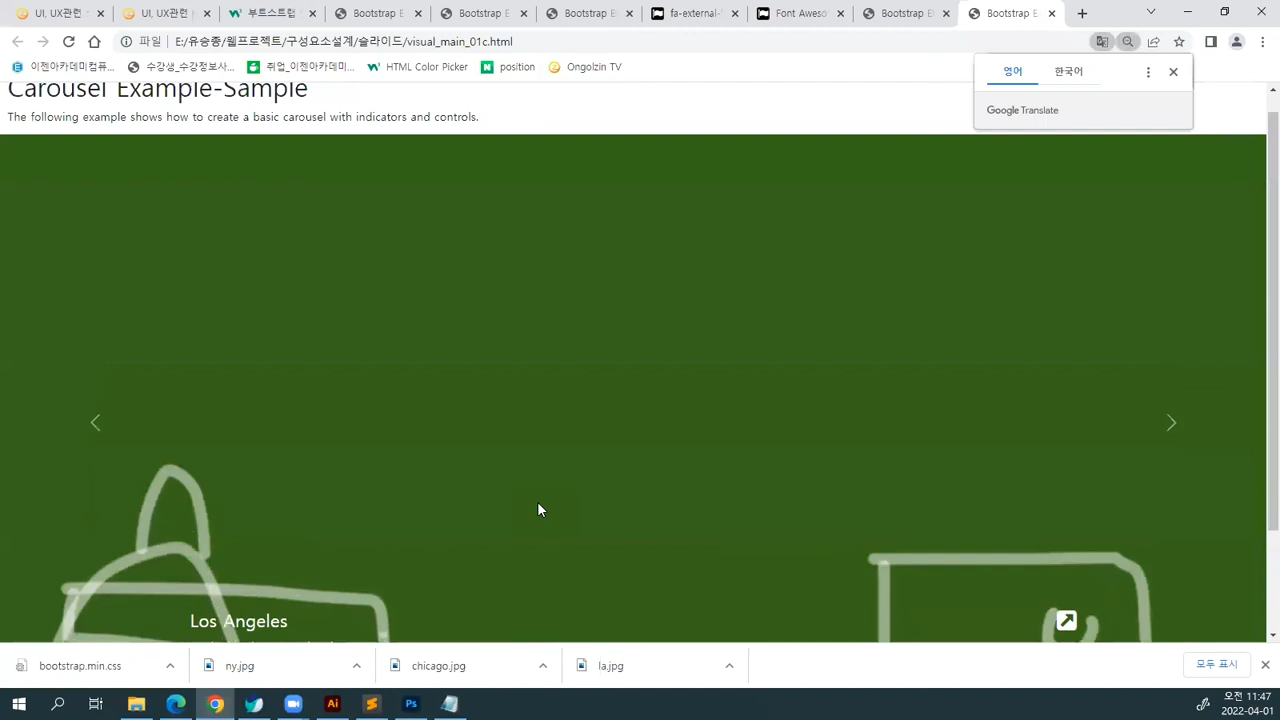 UI, UX관련
UI, UX관련
부트스트랩
Bootstrap E
Bootstrap E
Bootstrap E
fa-external-
Font Aweso
Bootstrap E
Bootstrap E
파일 | E:/유승종/웹프로젝트/구성요소설계/슬라이드/visual_main_01c.html
이젠아카데미컴퓨... 수강생_수강정보사... 취업_이젠아카데미... HTML Color Picker position Ongolzin TV
영어 한국어
Google Translate
Carousel Example-Sample
The following example shows how to create a basic carousel with indicators and controls.
Los Angeles
bootstrap.min.css ny.jpg chicago.jpg la.jpg 모두 표시
오전 11:47
2022-04-01